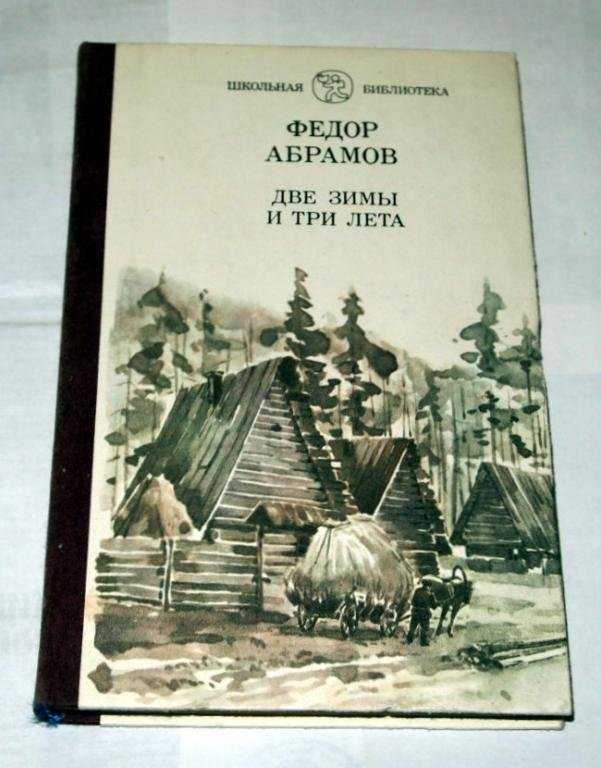 ШКОЛЬНАЯ БИБЛИОТЕКА
ФЕДОР
АБРАМОВ
ДВЕ ЗИМЫ
И ТРИ ЛЕТА